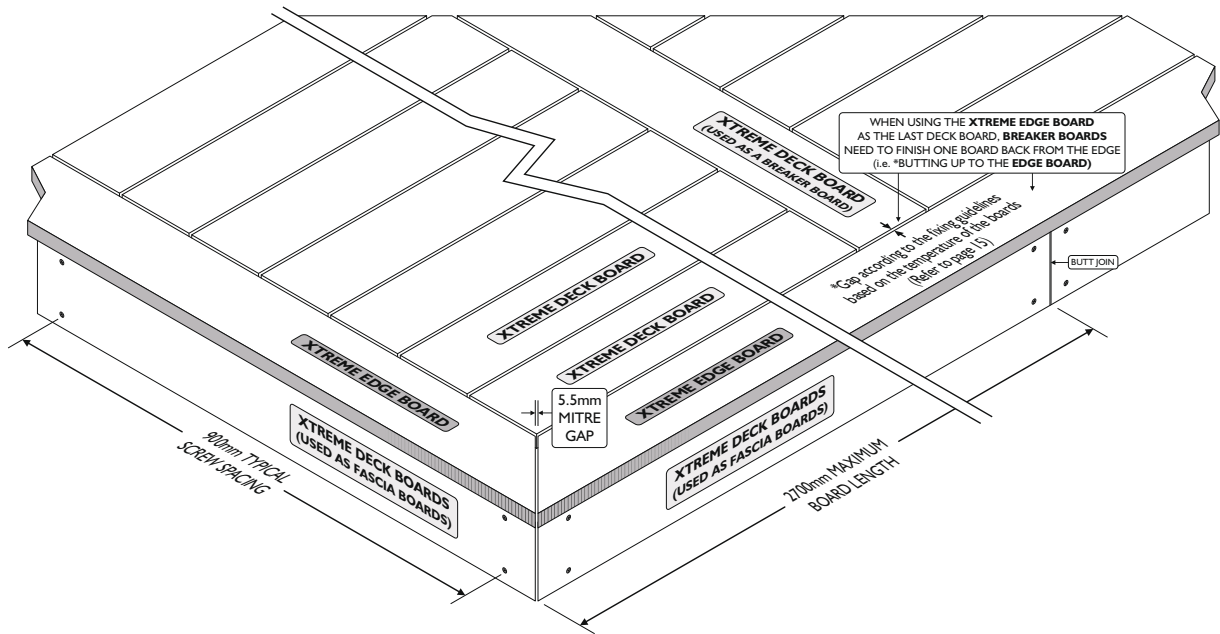 XTREME DECK BOARD
(USED AS A BREAKER BOARD)
WHEN USING THE XTREME EDGE BOARD
AS THE LAST DECK BOARD, BREAKER BOARDS
NEED TO FINISH ONE BOARD BACK FROM THE EDGE
(i.e. *BUTTING UP TO THE EDGE BOARD)
*Gap according to the fixing guidelines
based on the temperature of the boards
(Refer to page 15)
BUTT JOIN
XTREME DECK BOARD
XTREME DECK BOARD
XTREME EDGE BOARD
XTREME EDGE BOARD
5.5mm
MITRE
GAP
XTREME DECK BOARDS
(USED AS FASCIA BOARDS)
XTREME DECK BOARDS
(USED AS FASCIA BOARDS)
900mm TYPICAL
SCREW SPACING
2700mm MAXIMUM
BOARD LENGTH